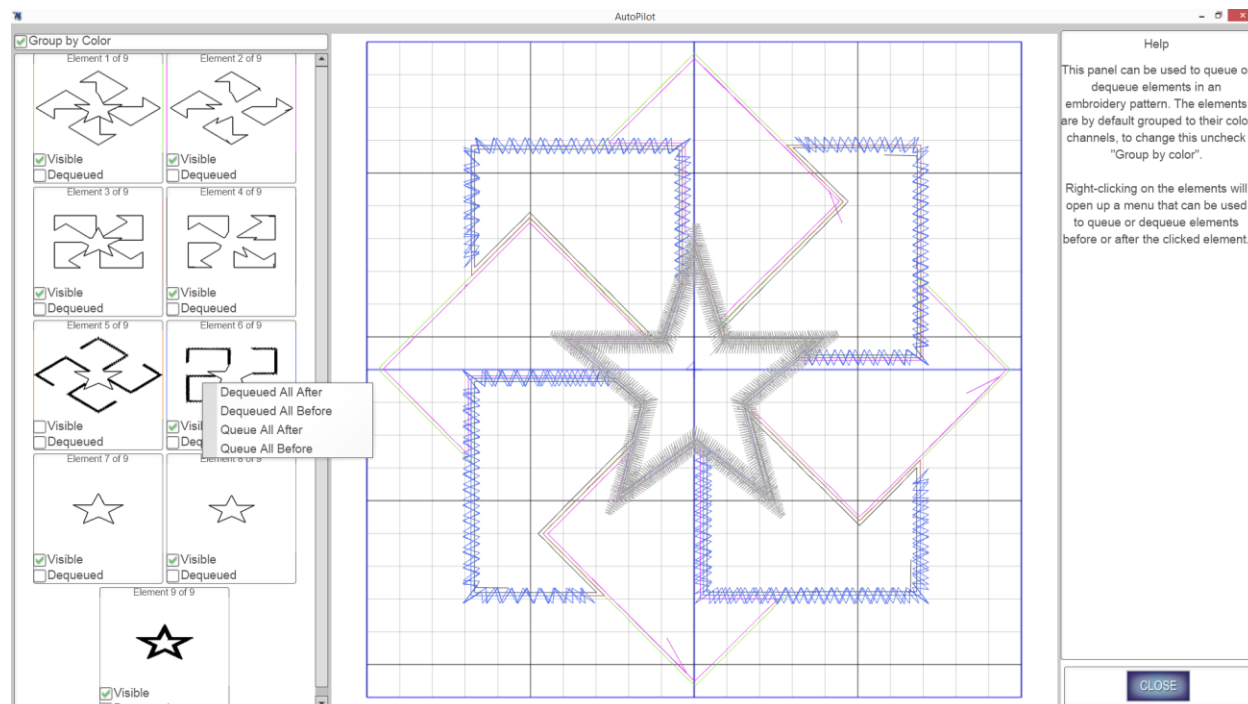 AutoPilot
Group by Color
Element 1 of 9
Element 2 of 9
Visible
Visible
Dequeued
Dequeued
Element 3 of 9
Element 4 of 9
Visible
Visible
Dequeued
Dequeued
Element 5 of 9
Element 6 of 9
Visible
Visible
Dequeued
Dequeued All After
Dequeued All Before
Queue All After
Queue All Before
Element 7 of 9
Visible
Visible
Dequeued
Dequeued
Element 9 of 9
Visible
Help
This panel can be used to queue o
dequeue elements in an
embroidery pattern. The elements
are by default grouped to their colo
channels, to change this uncheck
"Group by color".
Right-clicking on the elements will
open up a menu that can be used
to queue or dequeue elements
before or after the clicked element.
CLOSE